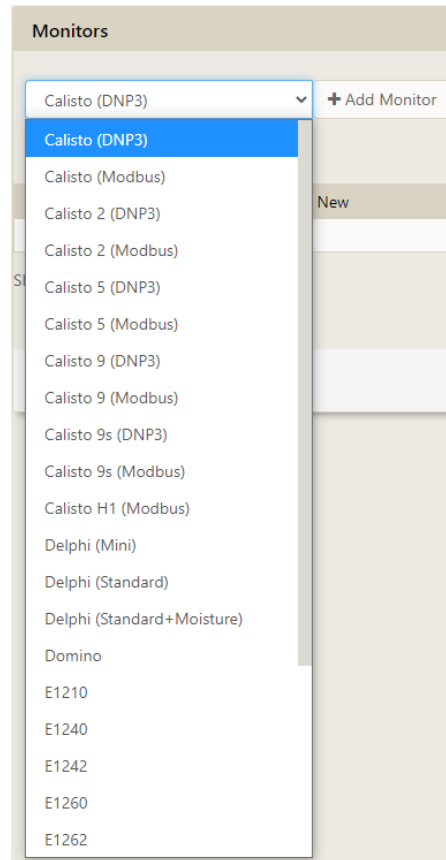 Monitors
Calisto (DNP3)
+ Add Monitor
Calisto (DNP3)
Calisto (Modbus)
New
Calisto 2 (DNP3)
Calisto 2 (Modbus)
Calisto 5 (DNP3)
Calisto 5 (Modbus)
Calisto 9 (DNP3)
Calisto 9 (Modbus)
Calisto 9s (DNP3)
Calisto 9s (Modbus)
Calisto H1 (Modbus)
Delphi (Mini)
Delphi (Standard)
Delphi (Standard+Moisture)
Domino
E1210
E1240
E1242
E1260
E1262